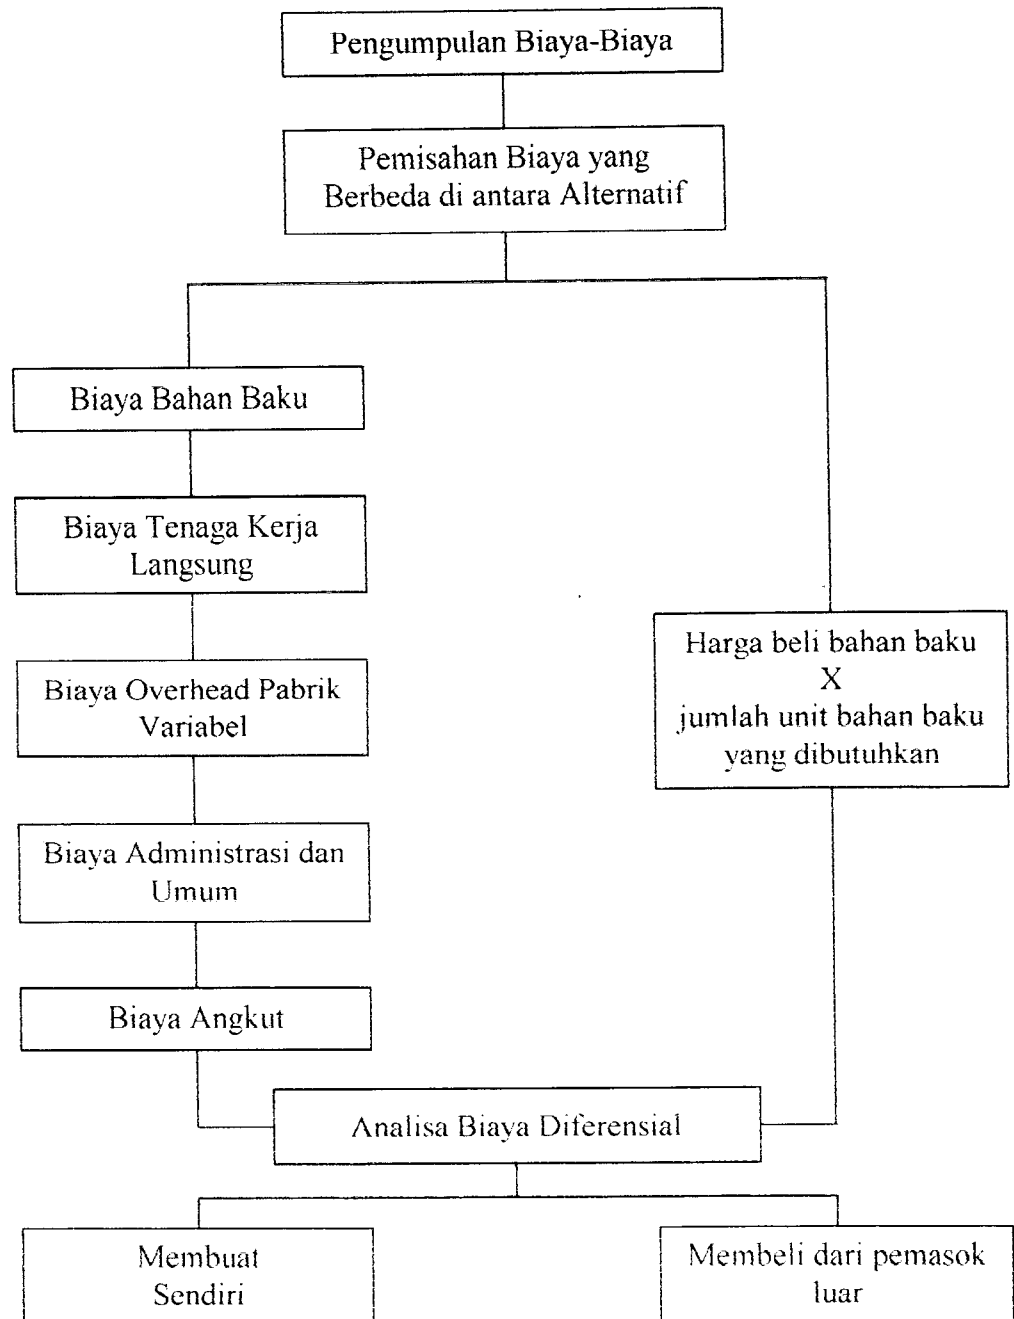 Pengumpulan Biaya-Biaya
Pemisahan Biaya yang
Berbeda di antara Alternatif
Biaya Bahan Baku
Biaya Tenaga Kerja
Langsung
Biaya Overhead Pabrik
Variabel
Biaya Administrasi dan
Umum
Biaya Angkut
Harga beli bahan baku
X
jumlah unit bahan baku
yang dibutuhkan
Analisa Biaya Diferensial
Membuat
Sendiri
Membeli dari pemasok
luar